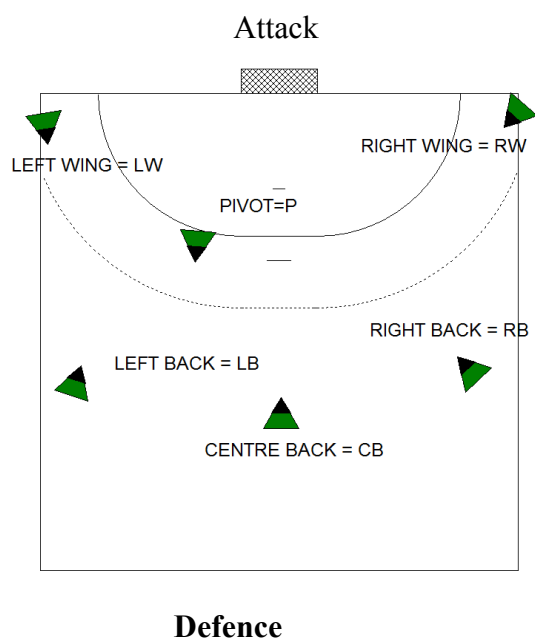 Attack
RIGHT WING = RW
LEFT WING = LW
PIVOT=P
RIGHT BACK = RB
LEFT BACK = LB
CENTRE BACK = CB
Defence